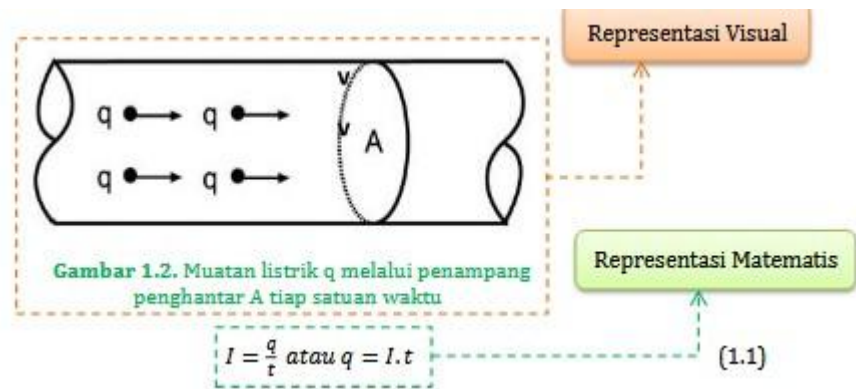 Representasi Visual
q q v
v
A
q q
Gambar 1.2. Muatan listrik q melalui penampang
penghantar A tiap satuan waktu
Representasi Matematis
I = q/t atau q = I.t (1.1)